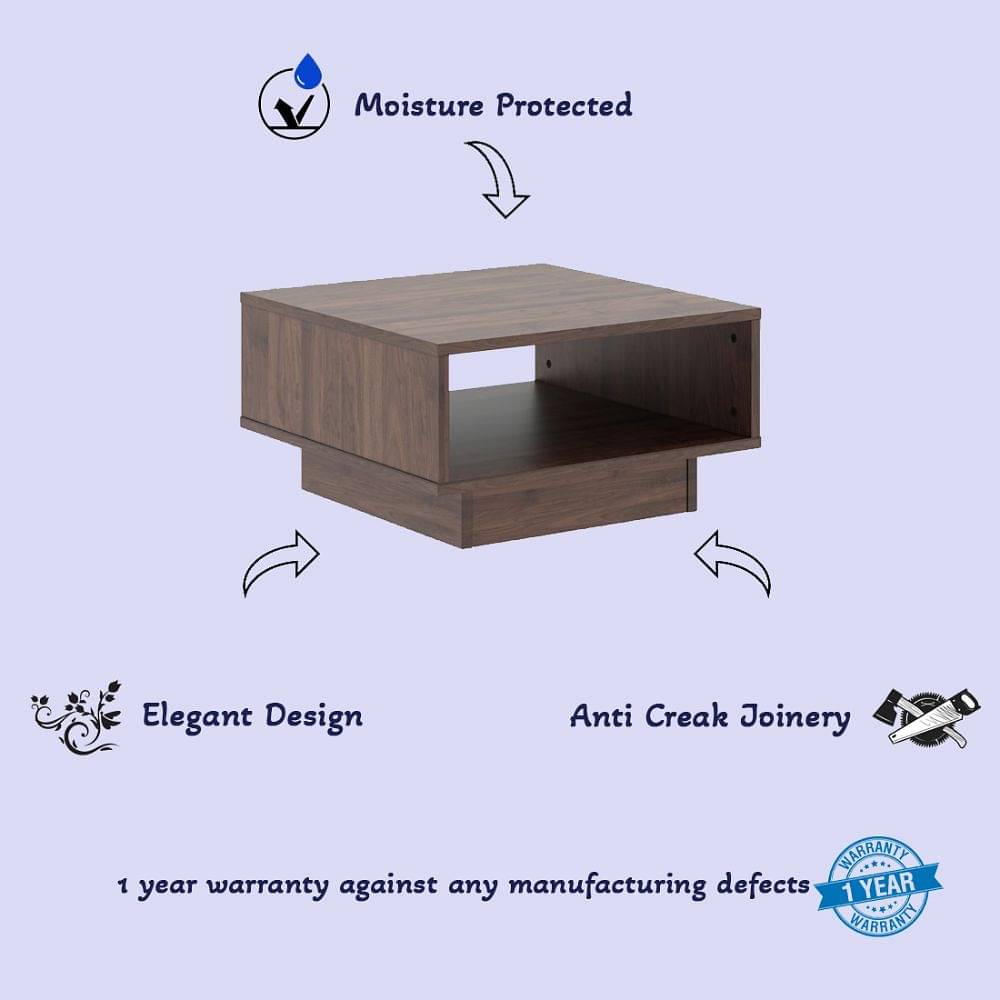 Moisture Protected
Elegant Design
Anti Creak Joinery
1 year warranty against any manufacturing defects
WARRANTY
1 YEAR
WARRANTY